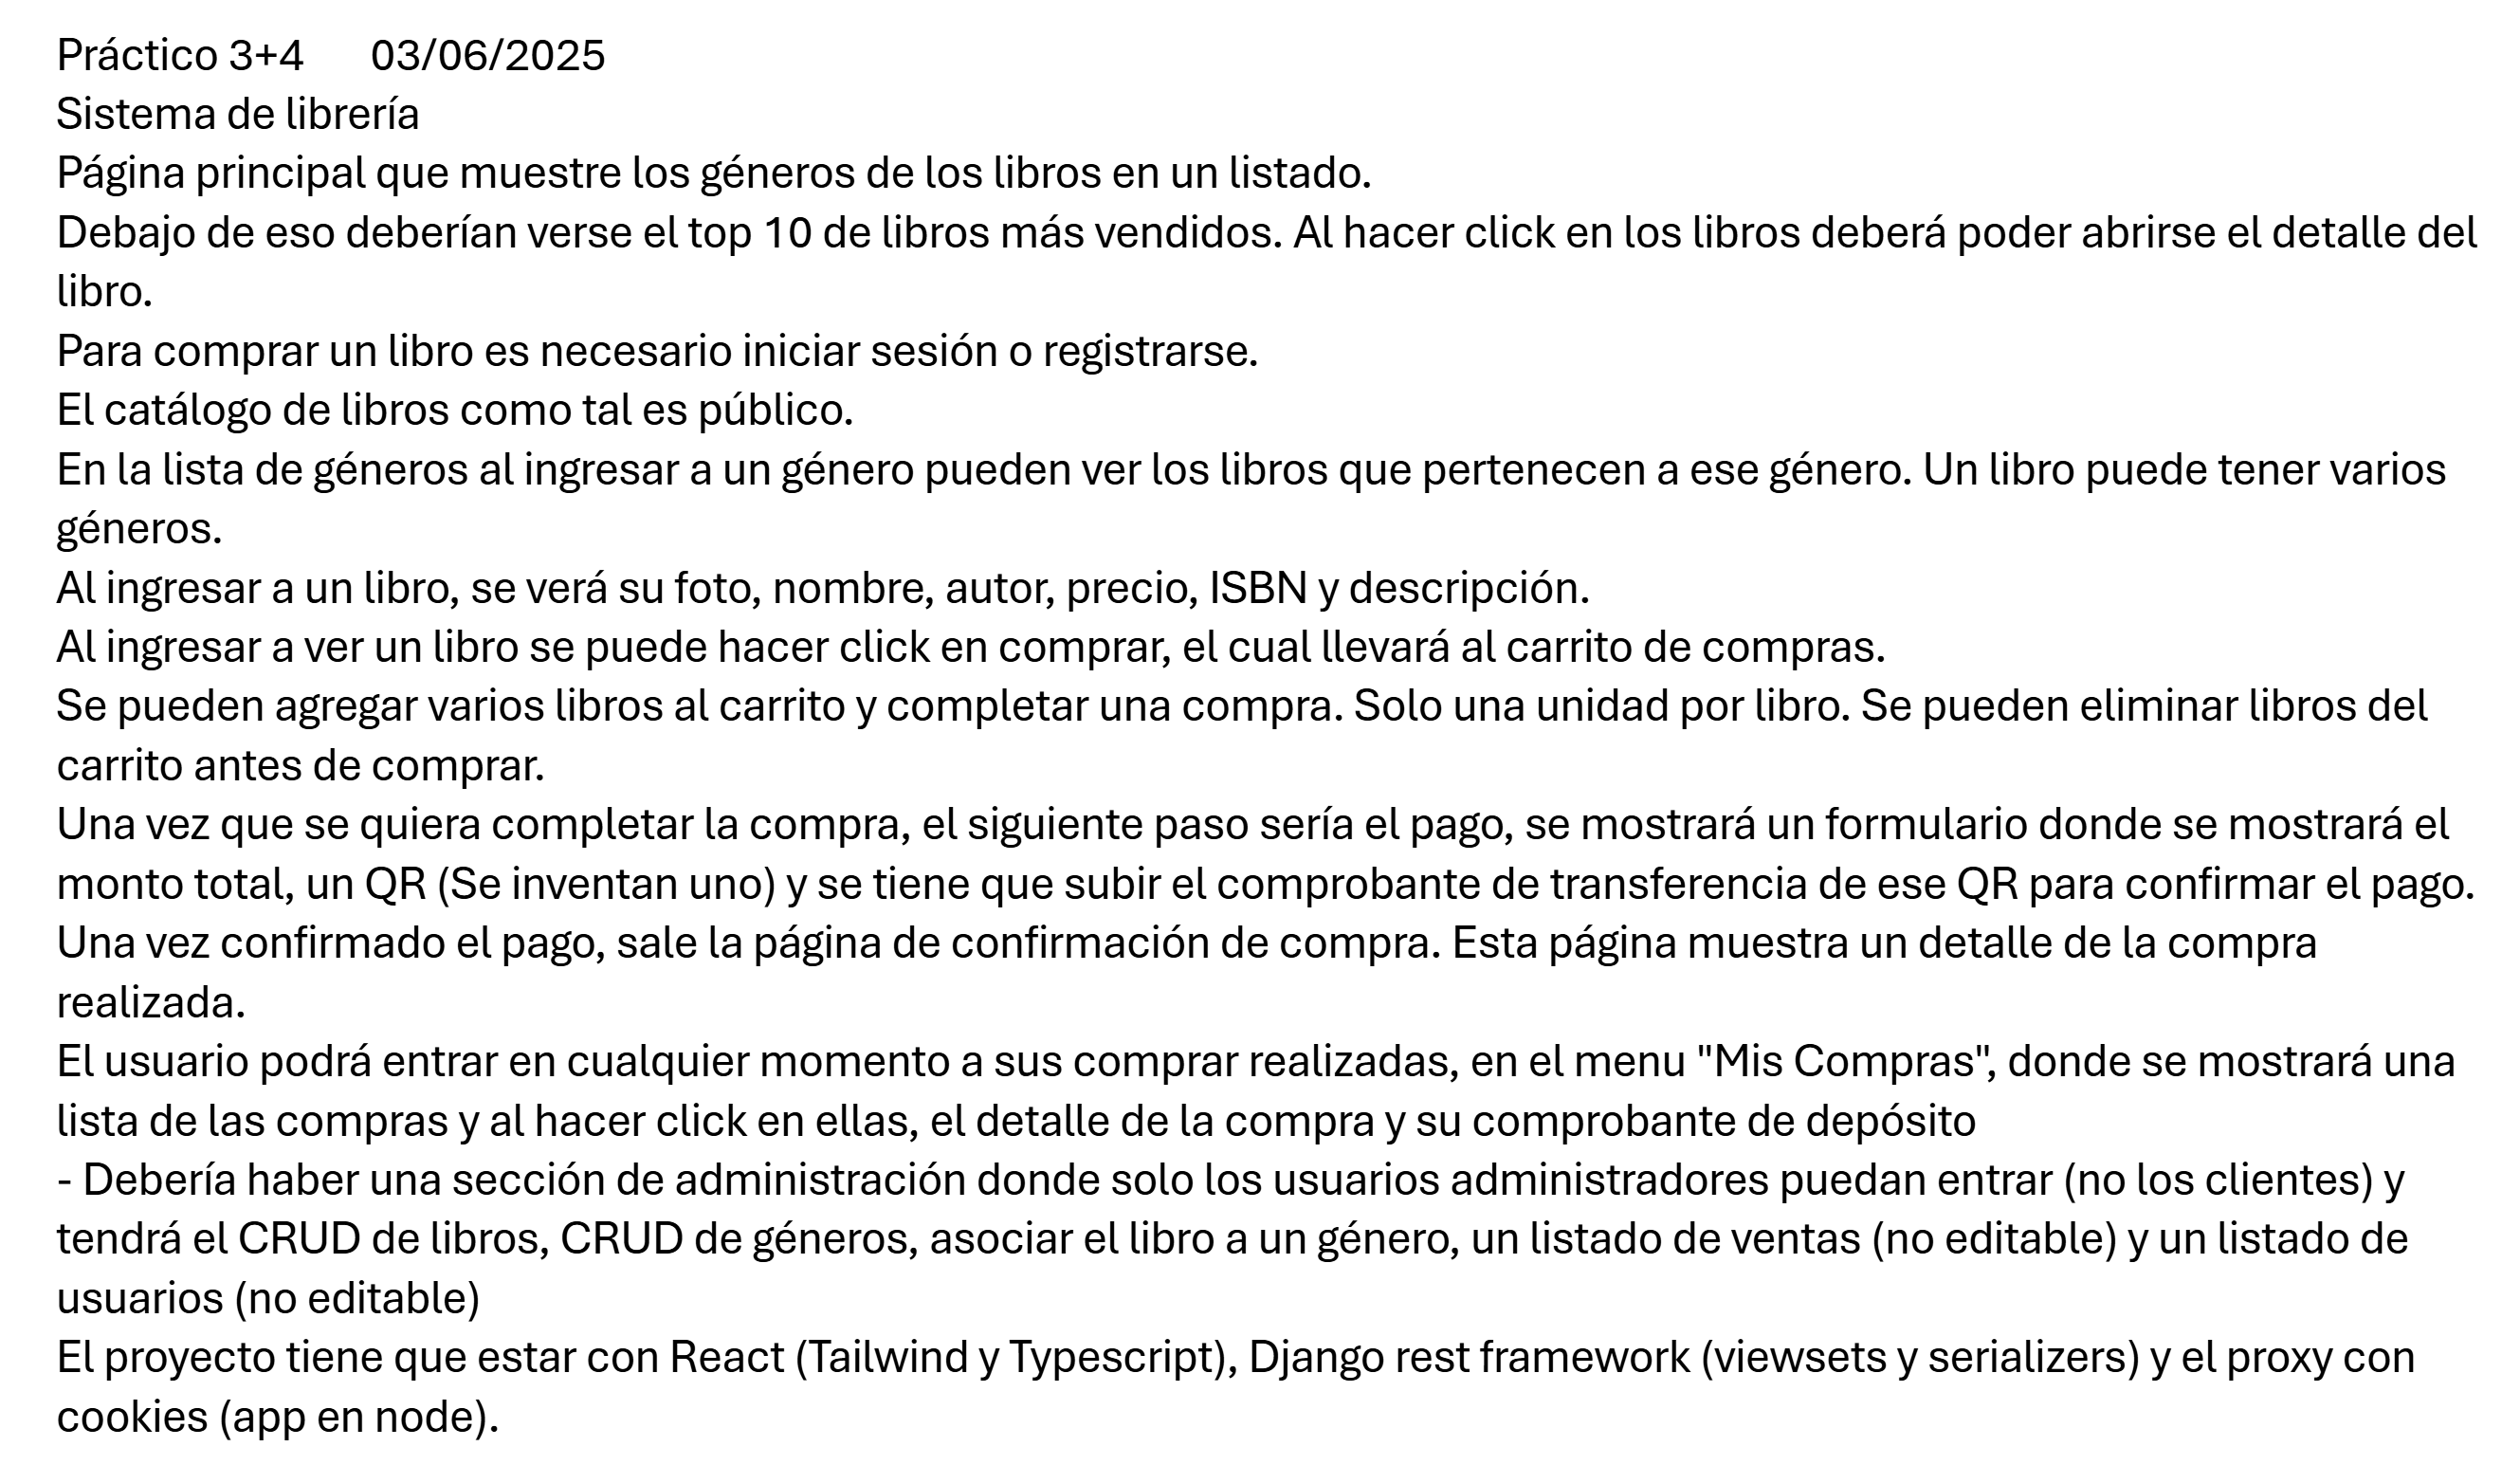 Práctico 3+4 03/06/2025
Sistema de librería
Página principal que muestre los géneros de los libros en un listado.
Debajo de eso deberían verse el top 10 de libros más vendidos. Al hacer click en los libros deberá poder abrirse el detalle del
libro.
Para comprar un libro es necesario iniciar sesión o registrarse.
El catálogo de libros como tal es público.
En la lista de géneros al ingresar a un género pueden ver los libros que pertenecen a ese género. Un libro puede tener varios
géneros.
Al ingresar a un libro, se verá su foto, nombre, autor, precio, ISBN y descripción.
Al ingresar a ver un libro se puede hacer click en comprar, el cual llevará al carrito de compras.
Se pueden agregar varios libros al carrito y completar una compra. Solo una unidad por libro. Se pueden eliminar libros del
carrito antes de comprar.
Una vez que se quiera completar la compra, el siguiente paso sería el pago, se mostrará un formulario donde se mostrará el
monto total, un QR (Se inventan uno) y se tiene que subir el comprobante de transferencia de ese QR para confirmar el pago.
Una vez confirmado el pago, sale la página de confirmación de compra. Esta página muestra un detalle de la compra
realizada.
El usuario podrá entrar en cualquier momento a sus comprar realizadas, en el menu "Mis Compras", donde se mostrará una
lista de las compras y al hacer click en ellas, el detalle de la compra y su comprobante de depósito
- Debería haber una sección de administración donde solo los usuarios administradores puedan entrar (no los clientes) y
tendrá el CRUD de libros, CRUD de géneros, asociar el libro a un género, un listado de ventas (no editable) y un listado de
usuarios (no editable)
El proyecto tiene que estar con React (Tailwind y Typescript), Django rest framework (viewsets y serializers) y el proxy con
cookies (app en node).